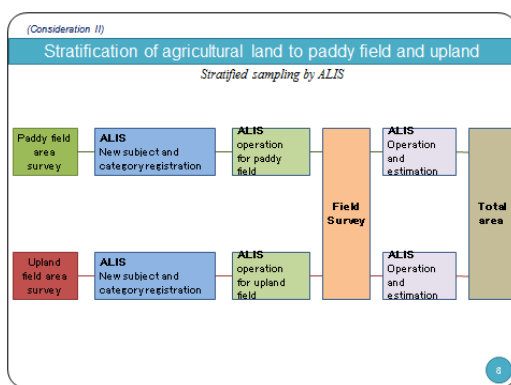 (Consideration II)
Stratification of agricultural land to paddy field and upland
Stratified sampling by ALIS
Paddy field
area
survey
ALIS
New subject and
category registration
ALIS
operation
for paddy
field
Field
Survey
ALIS
Operation
and
estimation
Total
area
Upland
field area
survey
ALIS
New subject and
category registration
ALIS
operation
for upland
field
ALIS
Operation
and
estimation
8